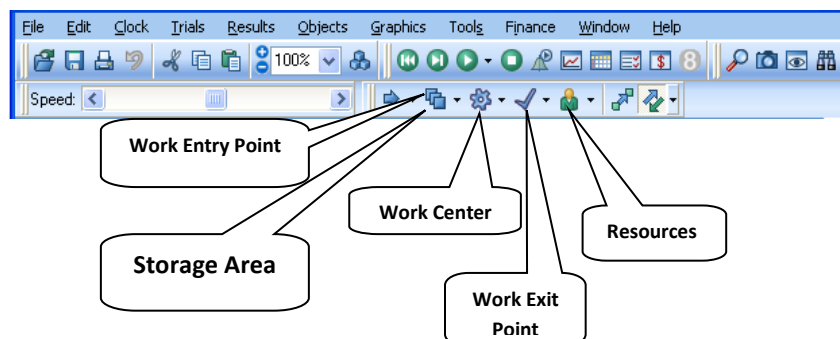 File Edit Clock Trials Results Objects Graphics Tools Finance Window Help
100%
8
Speed:
Work Entry Point
Work Center
Resources
Storage Area
Work Exit
Point